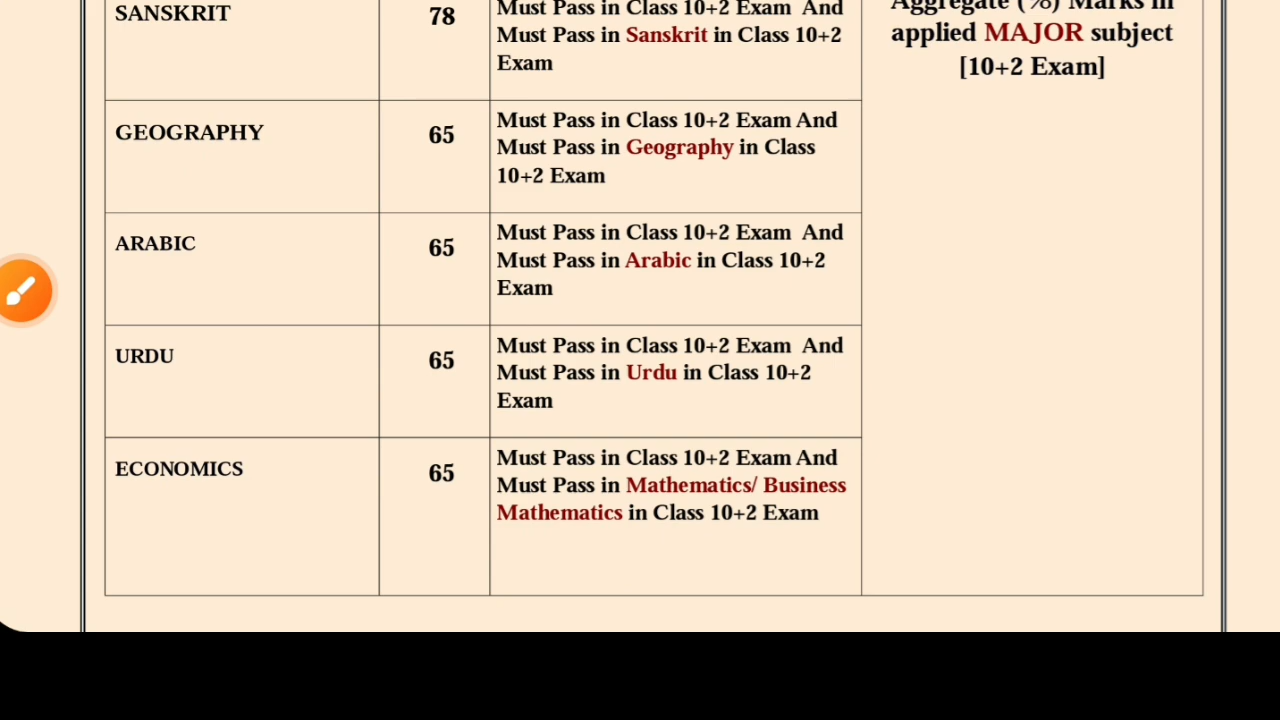 SANSKRIT
78
Must Pass in Class 10+2 Exam And
Must Pass in Sanskrit in Class 10+2
Exam
Aggregate (%) Marks in
applied MAJOR subject
[10+2 Exam]
GEOGRAPHY
65
Must Pass in Class 10+2 Exam And
Must Pass in Geography in Class
10+2 Exam
ARABIC
65
Must Pass in Class 10+2 Exam And
Must Pass in Arabic in Class 10+2
Exam
URDU
65
Must Pass in Class 10+2 Exam And
Must Pass in Urdu in Class 10+2
Exam
ECONOMICS
65
Must Pass in Class 10+2 Exam And
Must Pass in Mathematics/ Business
Mathematics in Class 10+2 Exam